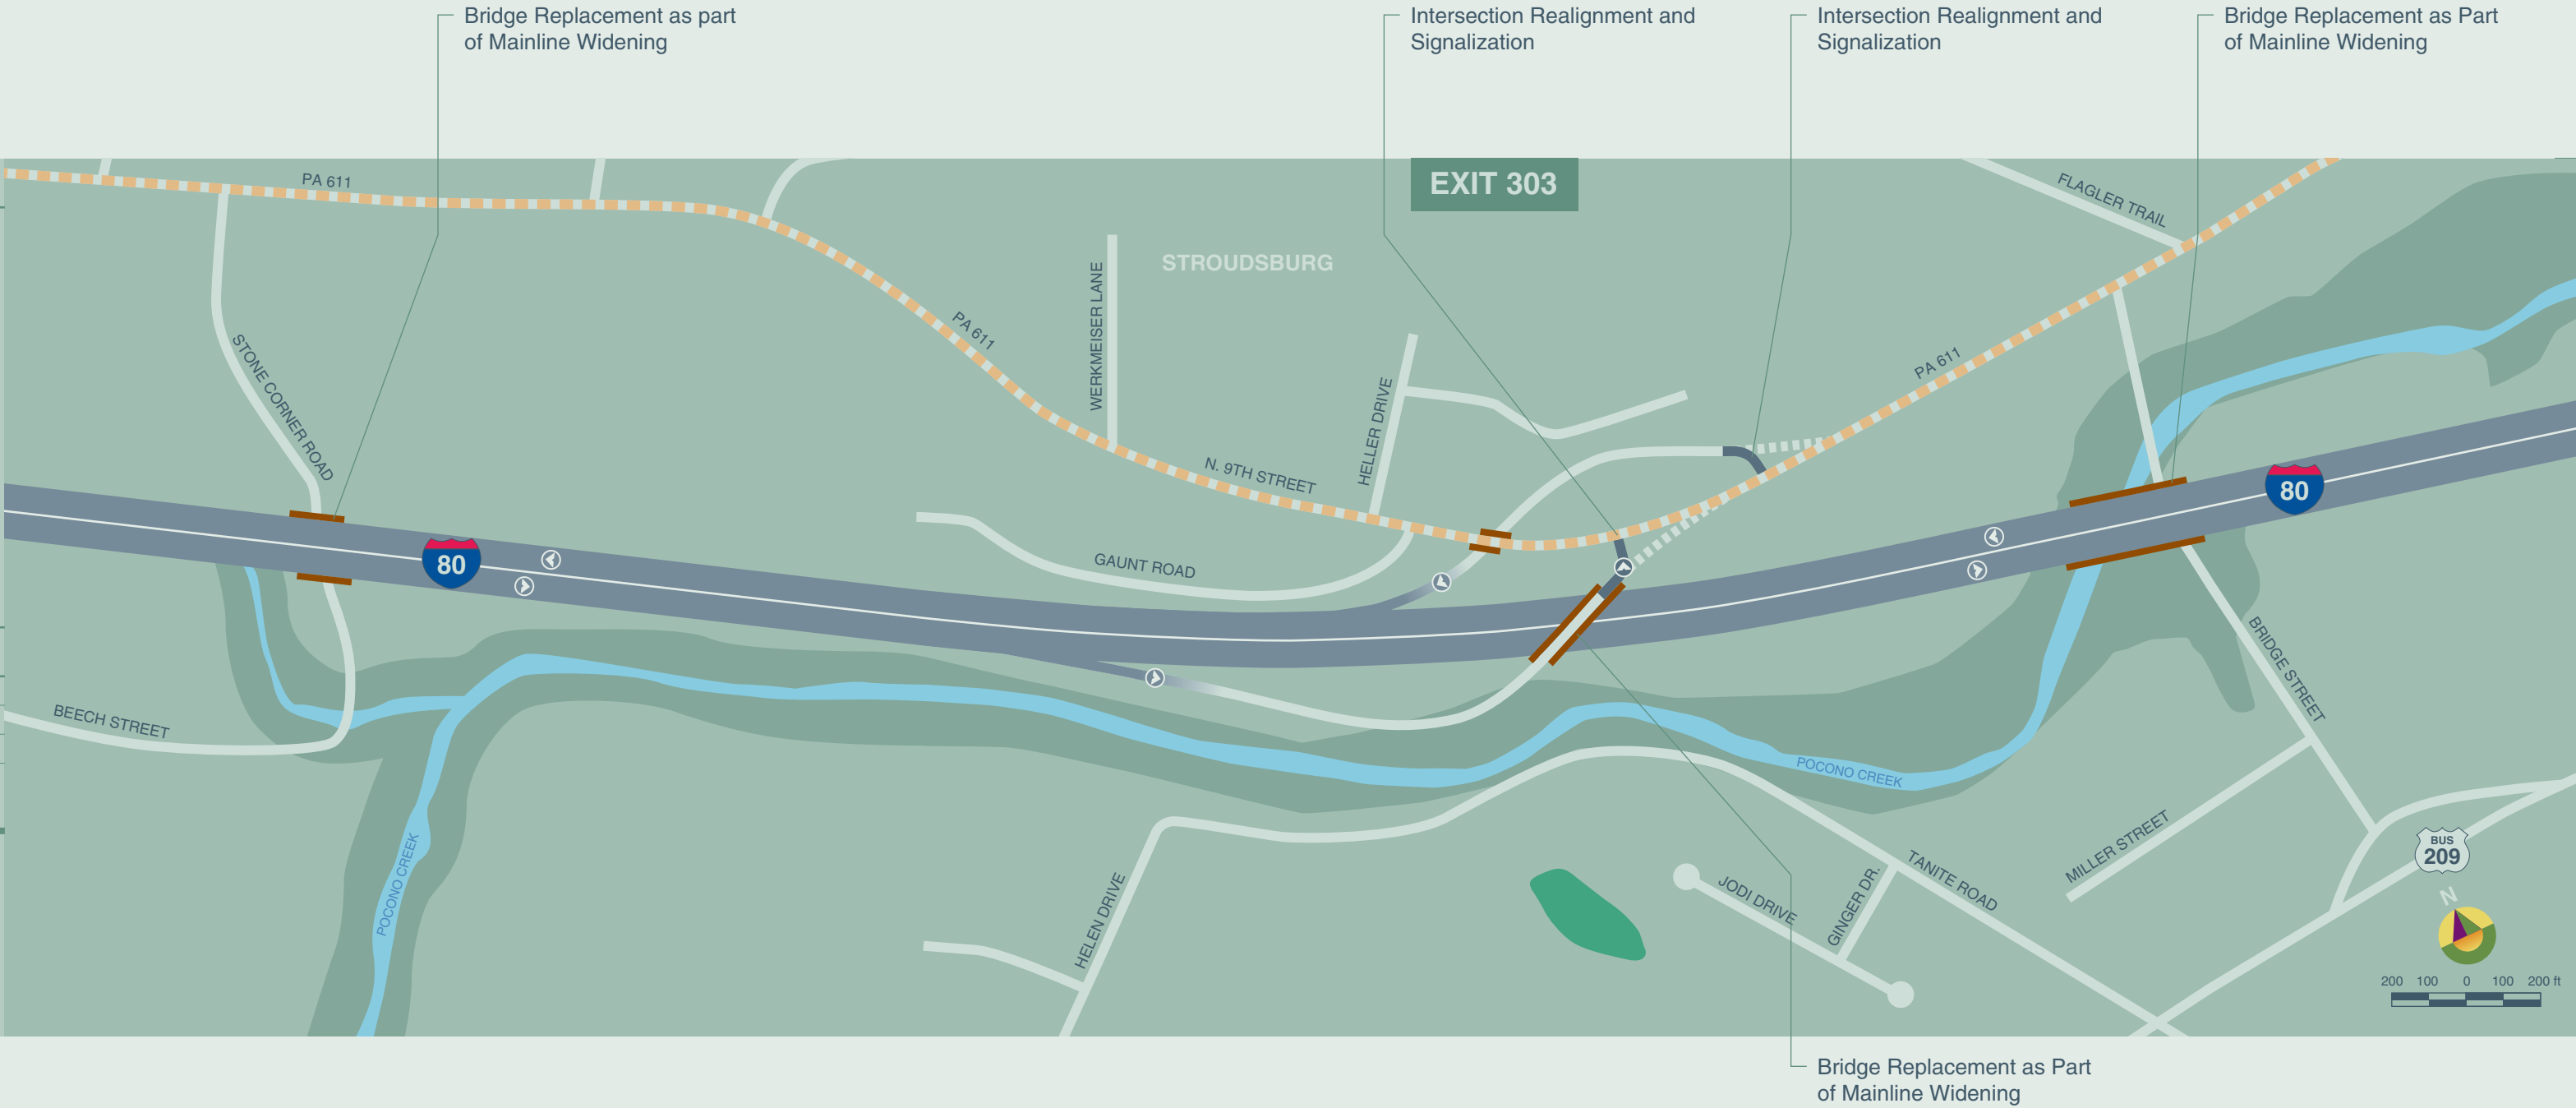 Bridge Replacement as part
of Mainline Widening
Intersection Realignment and
Signalization
Intersection Realignment and
Signalization
Bridge Replacement as Part
of Mainline Widening
EXIT 303
PA 611
FLAGLER TRAIL
STROUDSBURG
WERKMEISER LANE
PA 611
STONE CORNER ROAD
HELLER DRIVE
PA 611
N. 9TH STREET
80
80
GAUNT ROAD
BRIDGE STREET
BEECH STREET
POCONO CREEK
POCONO CREEK
MILLER STREET
TANITE ROAD
BUS
209
JODI DRIVE
GINGER DR.
HELEN DRIVE
N
200 100 0 100 200 ft
Bridge Replacement as Part
of Mainline Widening